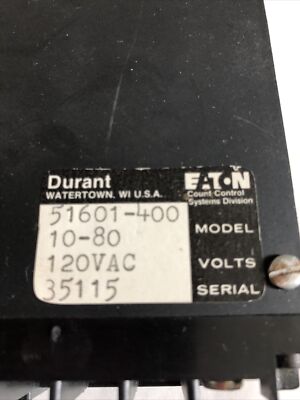 Durant EATON
WATERTOWN, WI U.S.A. Count Control
Systems Division
51601-400
10-80 MODEL
120VAC VOLTS
35115 SERIAL